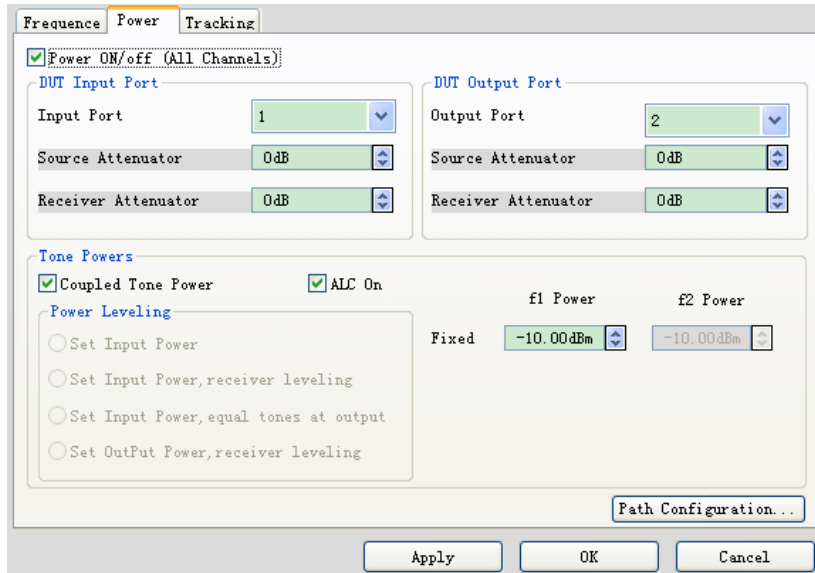 Frequence Power Tracking
Power ON/off (All Channels)
DUT Input Port DUT Output Port
Input Port 1 Output Port 2
Source Attenuator 0dB Source Attenuator 0dB
Receiver Attenuator 0dB Receiver Attenuator 0dB
Tone Powers
Coupled Tone Power ALC On
f1 Power f2 Power
Power Leveling
Fixed -10.00dBm -10.00dBm
Set Input Power
Set Input Power,receiver leveling
Set Input Power,equal tones at output
Set OutPut Power,receiver leveling
Path Configuration...
Apply OK Cancel